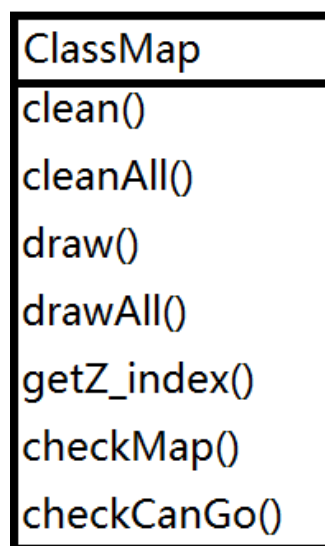 ClassMap
clean()
cleanAll()
draw()
drawAll()
getZ_index()
checkMap()
checkCanGo()